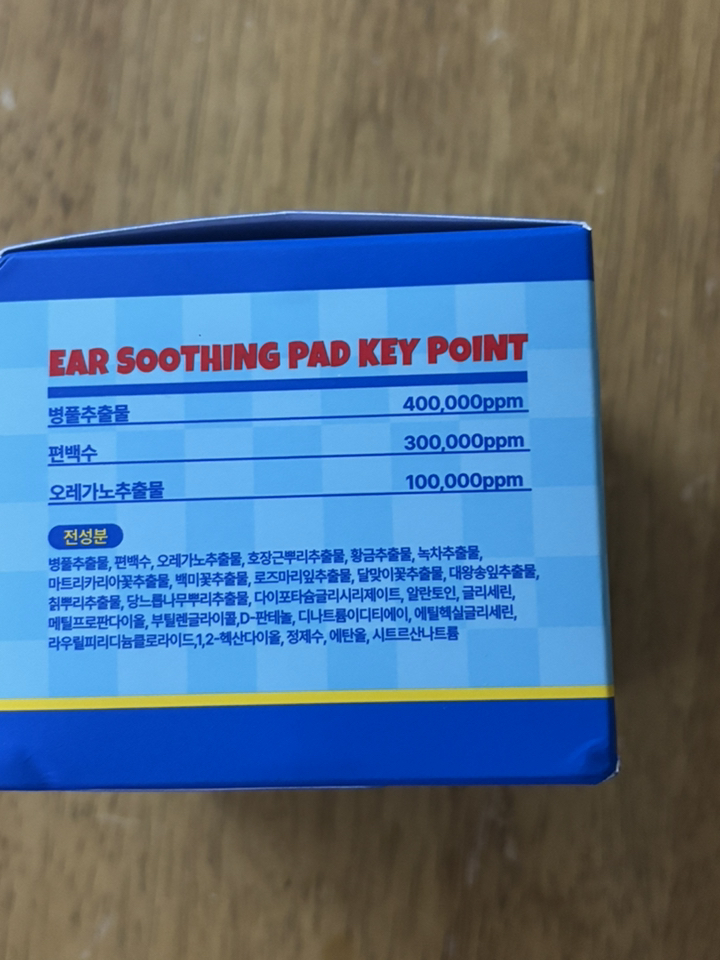 EAR SOOTHING PAD KEY POINT
병풀추출물 400,000ppm
편백수 300,000ppm
오레가노추출물 100,000ppm
전성분
병풀추출물, 편백수, 오레가노추출물, 호장근뿌리추출물, 황금추출물, 녹차추출물,
마트리카리아꽃추출물, 백미꽃추출물, 로즈마리잎추출물, 달맞이꽃추출물, 대왕송잎추출물,
칡뿌리추출물, 당느릅나무뿌리추출물, 다이포타슘글리시리제이트, 알란토인, 글리세린,
메틸프로판다이올, 부틸렌글라이콜,D-판테놀, 디나트륨이디티에이, 에틸헥실글리세린,
라우릴피리디늄클로라이드,1,2-헥산다이올, 정제수, 에탄올, 시트르산나트륨